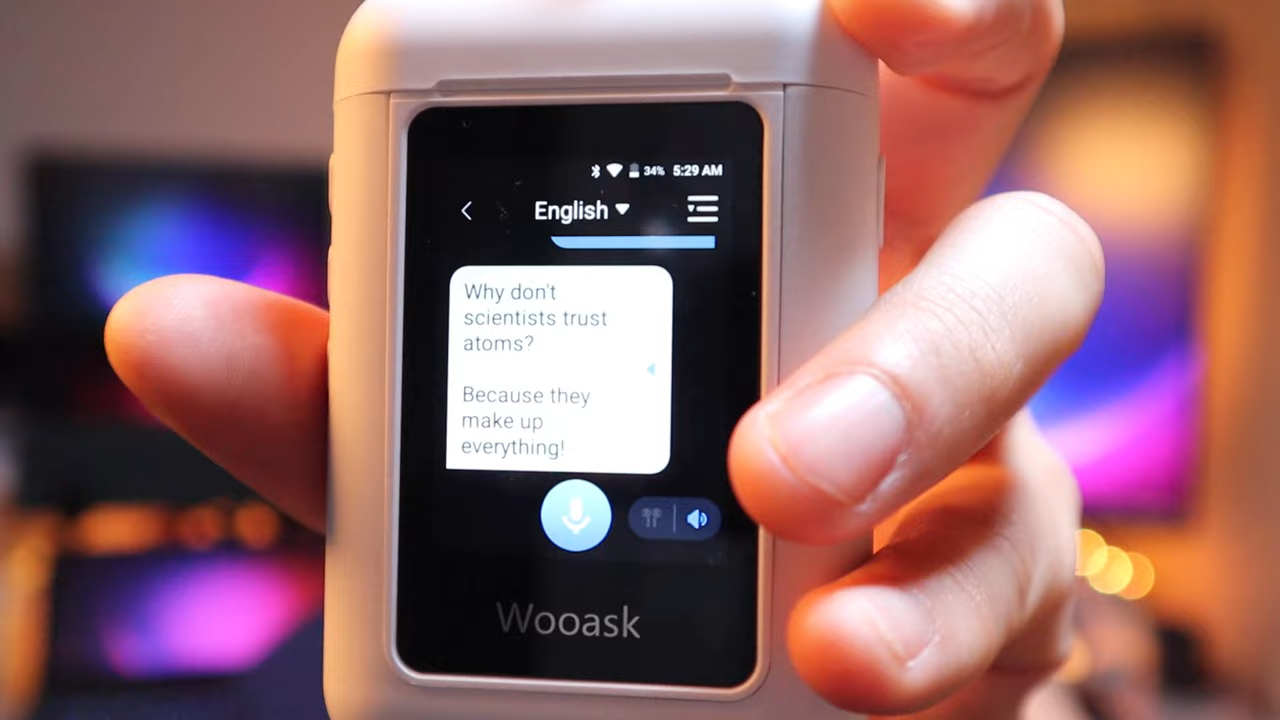 34% 5:29 AM
English
Why don't
scientists trust
atoms?
Because they
make up
everything!
Wooask